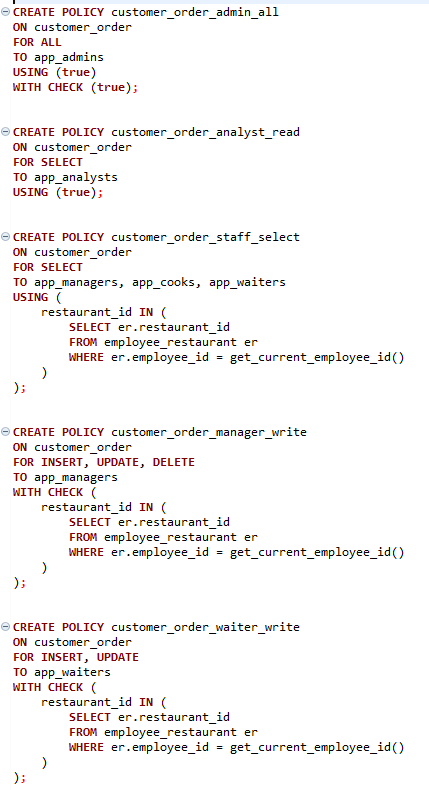 CREATE POLICY customer_order_admin_all
ON customer_order
FOR ALL
TO app_admins
USING (true)
WITH CHECK (true);
CREATE POLICY customer_order_analyst_read
ON customer_order
FOR SELECT
TO app_analysts
USING (true);
CREATE POLICY customer_order_staff_select
ON customer_order
FOR SELECT
TO app_managers, app_cooks, app_waiters
USING (
    restaurant_id IN (
        SELECT er.restaurant_id
        FROM employee_restaurant er
        WHERE er.employee_id = get_current_employee_id()
    )
);
CREATE POLICY customer_order_manager_write
ON customer_order
FOR INSERT, UPDATE, DELETE
TO app_managers
WITH CHECK (
    restaurant_id IN (
        SELECT er.restaurant_id
        FROM employee_restaurant er
        WHERE er.employee_id = get_current_employee_id()
    )
);
CREATE POLICY customer_order_waiter_write
ON customer_order
FOR INSERT, UPDATE
TO app_waiters
WITH CHECK (
    restaurant_id IN (
        SELECT er.restaurant_id
        FROM employee_restaurant er
        WHERE er.employee_id = get_current_employee_id()
    )
);